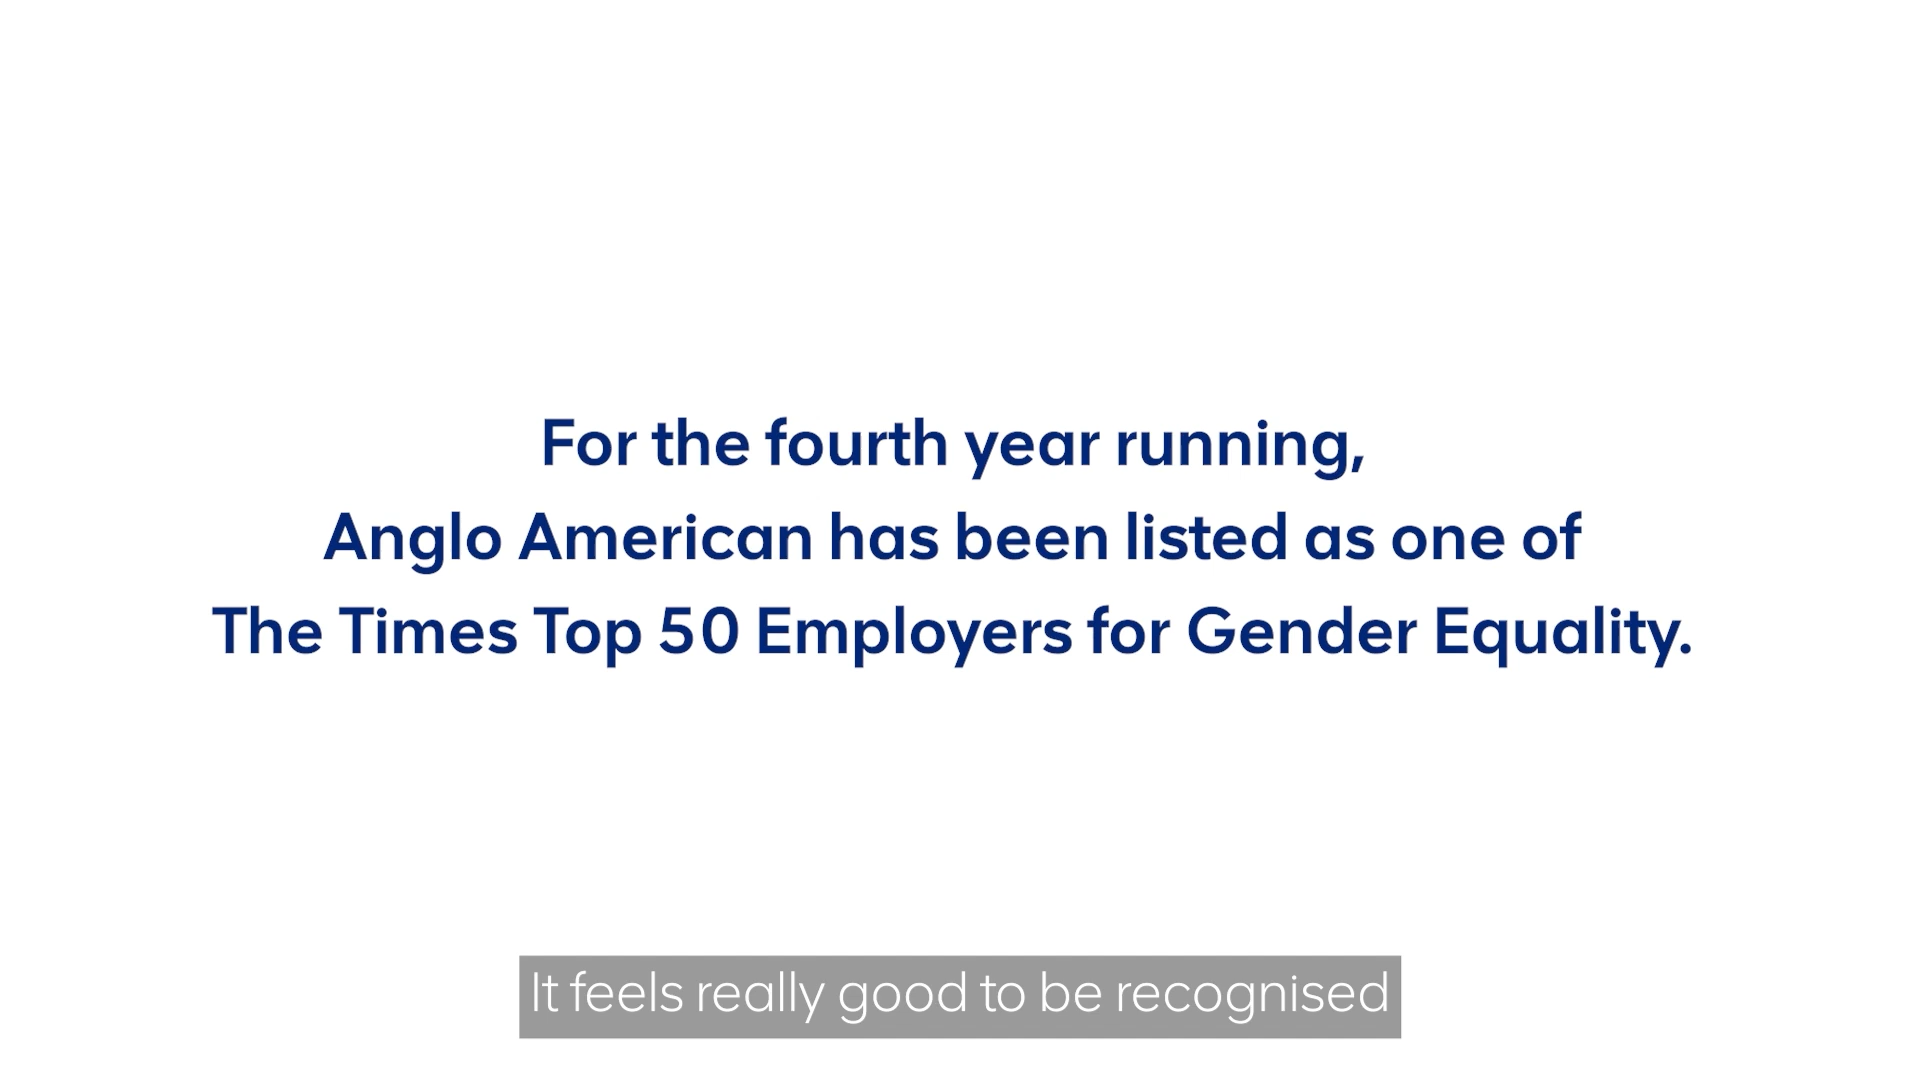 For the fourth year running,
Anglo American has been listed as one of
The Times Top 50 Employers for Gender Equality.
It feels really good to be recognised